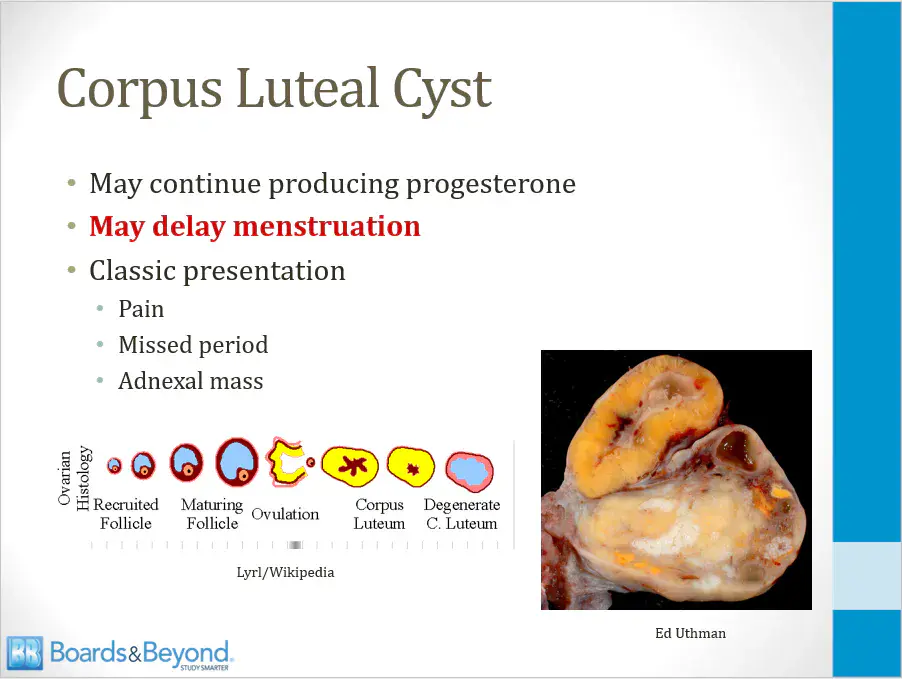 Corpus Luteal Cyst
• May continue producing progesterone
• May delay menstruation
• Classic presentation
• Pain
• Missed period
• Adnexal mass
Ovarian
Histology
Recruited
Follicle
Maturing
Follicle
Ovulation
Corpus
Luteum
Degenerate
C. Luteum
Lyrl/Wikipedia
Ed Uthman
BB
Boards&Beyond
STUDY SMARTER